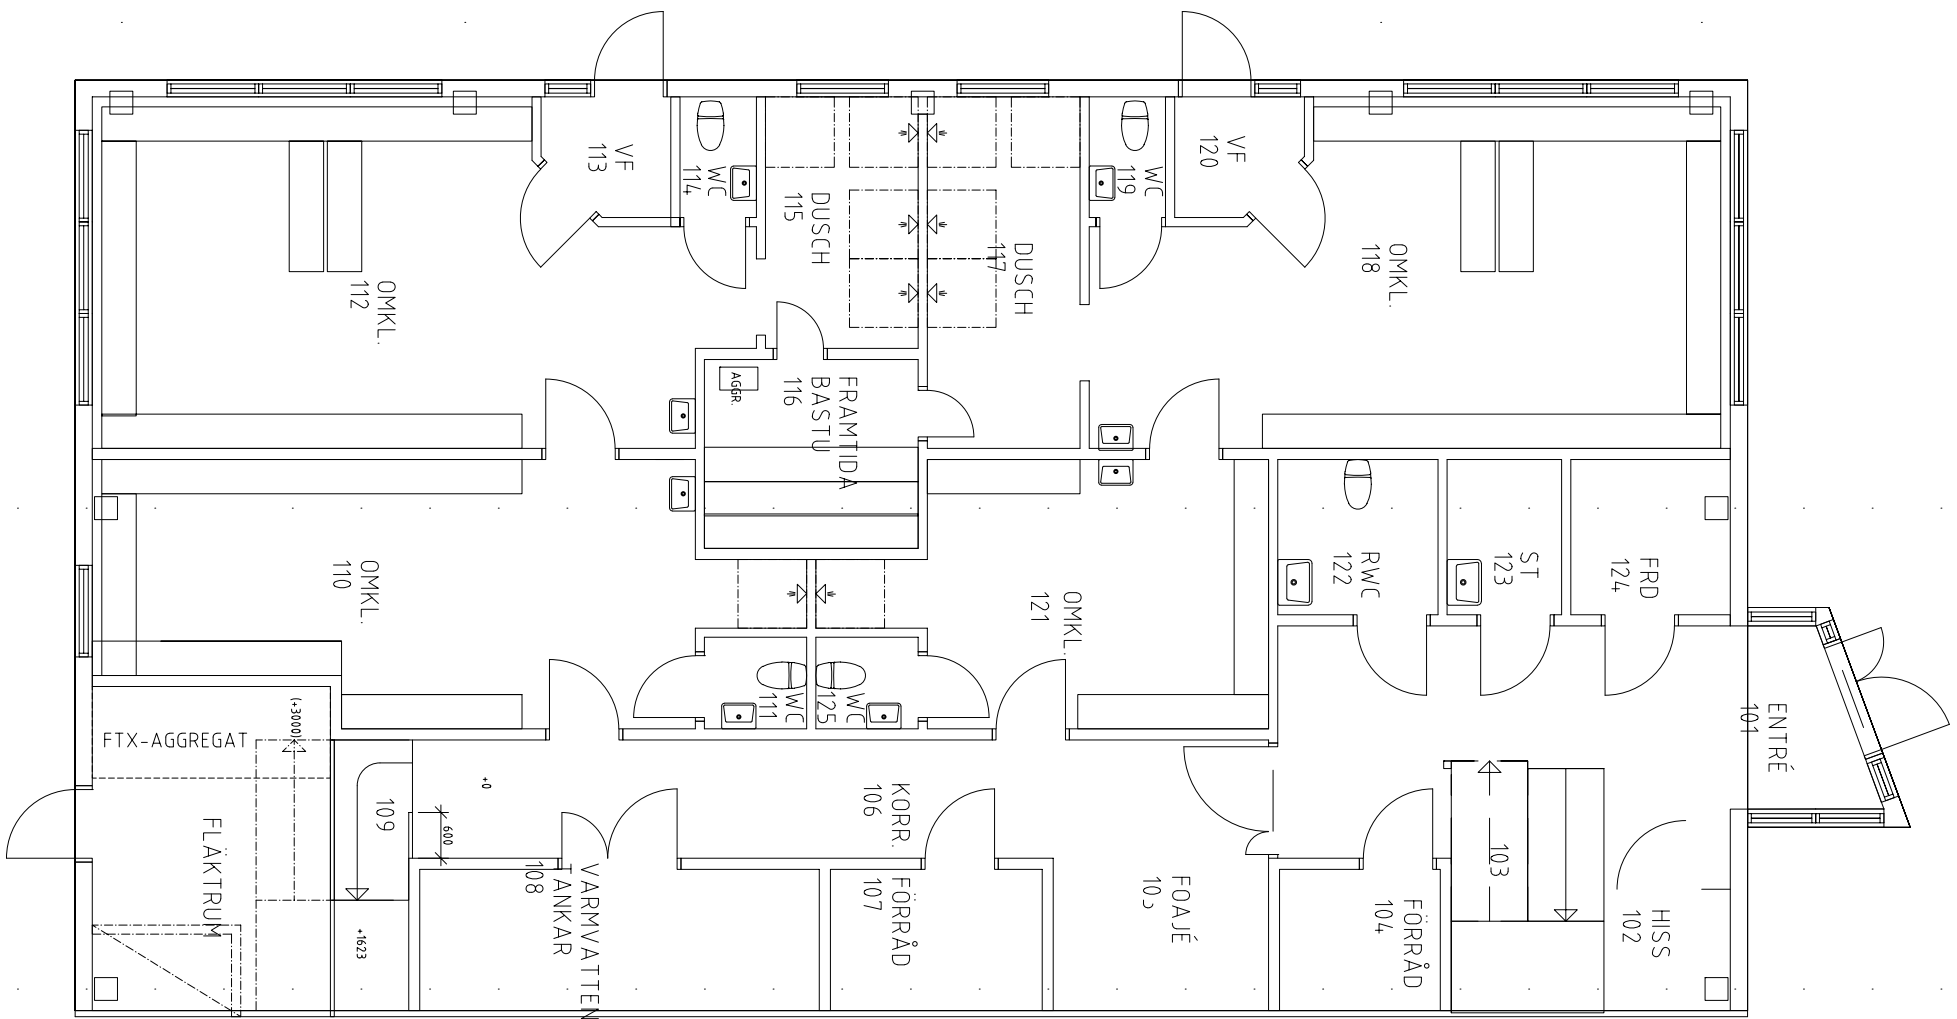 VF
113
WC
114
DUSCH
115
DUSCH
117
WC
119
VF
120
OMKL.
112
OMKL.
118
AGGR.
FRAMTIDA
BASTU
116
OMKL.
110
OMKL.
121
RWC
122
ST
123
FRD
124
WC
111
WC
125
ENTRÉ
101
(+3000)
FTX-AGGREGAT
+0
109
600
KORR.
106
103
FLÄKTRUM
+1623
VARMVATTEN
TANKAR
108
FÖRRÅD
107
FOAJÉ
105
FÖRRÅD
104
HISS
102